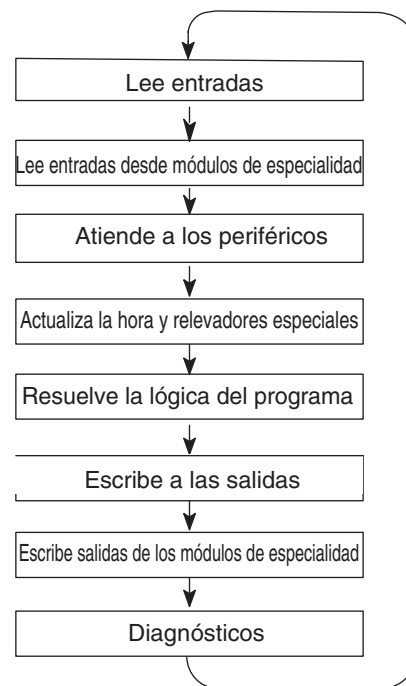 Lee entradas
Lee entradas desde módulos de especialidad
Atiende a los periféricos
Actualiza la hora y relevadores especiales
Resuelve la lógica del programa
Escribe a las salidas
Escribe salidas de los módulos de especialidad
Diagnósticos